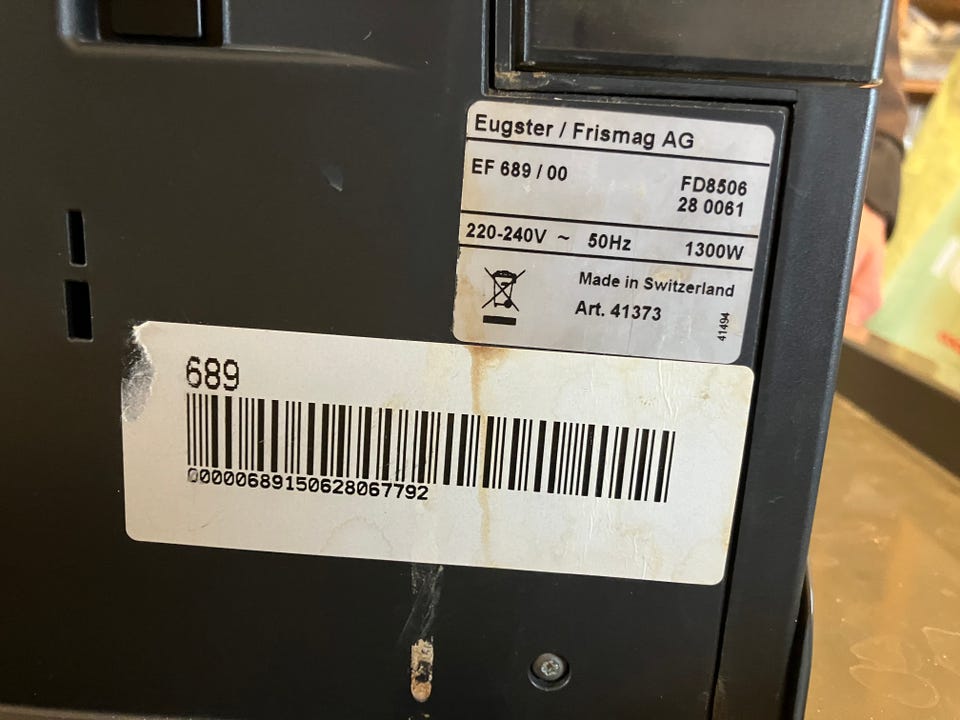 Eugster / Frismag AG
EF 689 / 00
FD8506
28 0061
220-240V ~ 50Hz 1300W
Made in Switzerland
Art. 41373
41494
689
00000689150628067792